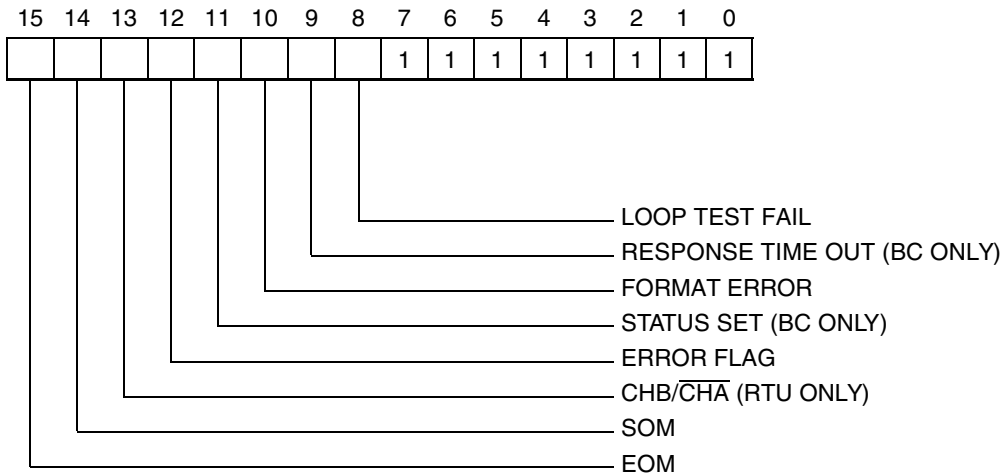 15 14 13 12 11 10 9 8 7 6 5 4 3 2 1 0
1 1 1 1 1 1 1 1
LOOP TEST FAIL
RESPONSE TIME OUT (BC ONLY)
FORMAT ERROR
STATUS SET (BC ONLY)
ERROR FLAG
CHB/C̅H̅A̅ (RTU ONLY)
SOM
EOM